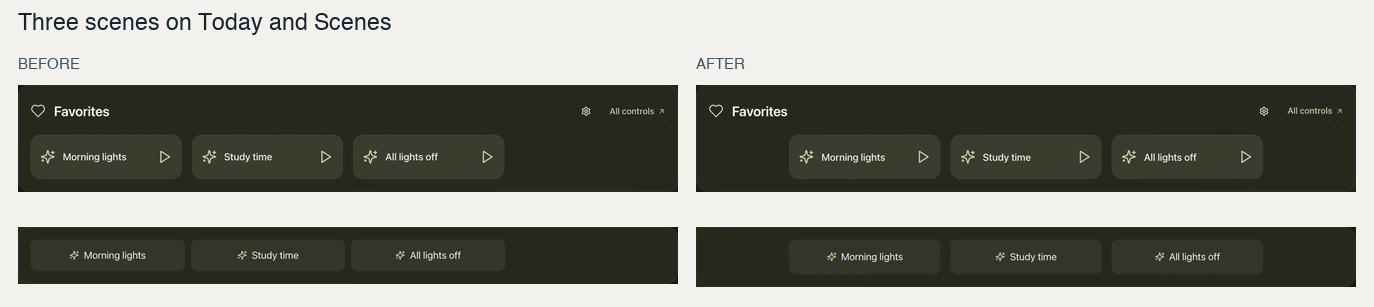 Three scenes on Today and Scenes
BEFORE
Favorites
All controls ↗
Morning lights
Study time
All lights off
Morning lights
Study time
All lights off
AFTER
Favorites
All controls ↗
Morning lights
Study time
All lights off
Morning lights
Study time
All lights off